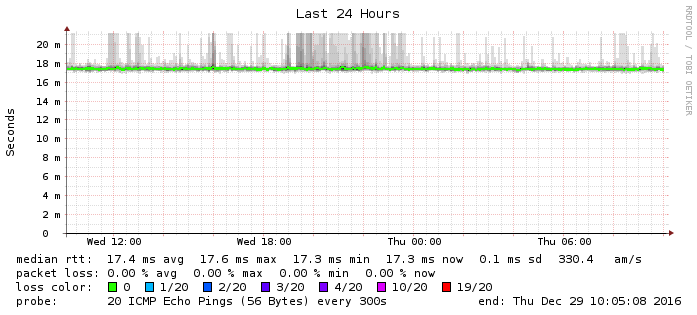 Last 24 Hours
RRDTOOL / TOBI OETIKER
Seconds
20 m
18 m
16 m
14 m
12 m
10 m
8 m
6 m
4 m
2 m
0
Wed 12:00 Wed 18:00 Thu 00:00 Thu 06:00
median rtt: 17.4 ms avg 17.6 ms max 17.3 ms min 17.3 ms now 0.1 ms sd 330.4 am/s
packet loss: 0.00 % avg 0.00 % max 0.00 % min 0.00 % now
loss color: 0 1/20 2/20 3/20 4/20 10/20 19/20
probe: 20 ICMP Echo Pings (56 Bytes) every 300s end: Thu Dec 29 10:05:08 2016